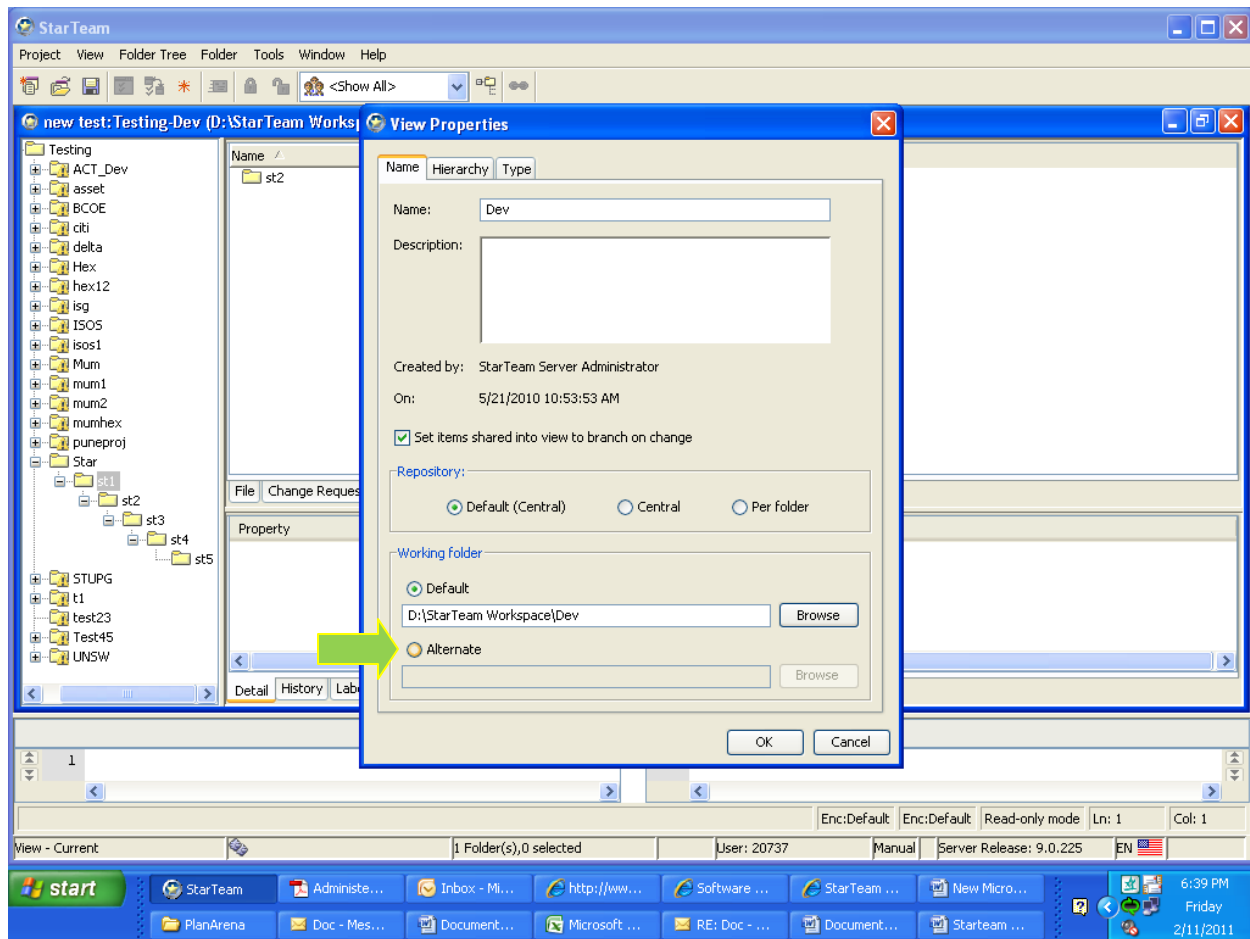 StarTeam
Project View Folder Tree Folder Tools Window Help
<Show All>
new test:Testing-Dev (D:\StarTeam Works
Testing
ACT_Dev
asset
BCOE
citi
delta
Hex
hex12
isg
ISOS
isos1
Mum
mum1
mum2
mumhex
puneproj
Star
st1
st2
st3
st4
st5
STUPG
t1
test23
Test45
UNSW
Name
st2
File Change Reques
Property
Detail History Lab
View Properties
Name Hierarchy Type
Name: Dev
Description:
Created by: StarTeam Server Administrator
On: 5/21/2010 10:53:53 AM
Set items shared into view to branch on change
Repository:
Default (Central) Central Per folder
Working folder
Default
D:\StarTeam Workspace\Dev Browse
Alternate
Browse
OK Cancel
1
Enc:Default Enc:Default Read-only mode Ln: 1 Col: 1
View - Current 1 Folder(s),0 selected User: 20737 Manual Server Release: 9.0.225 EN
start StarTeam Administe... Inbox - Mi... http://ww... Software ... StarTeam ... New Micro... 6:39 PM
Friday
PlanArena Doc - Mes... Document... Microsoft ... RE: Doc - ... Document... Starteam ... 2/11/2011